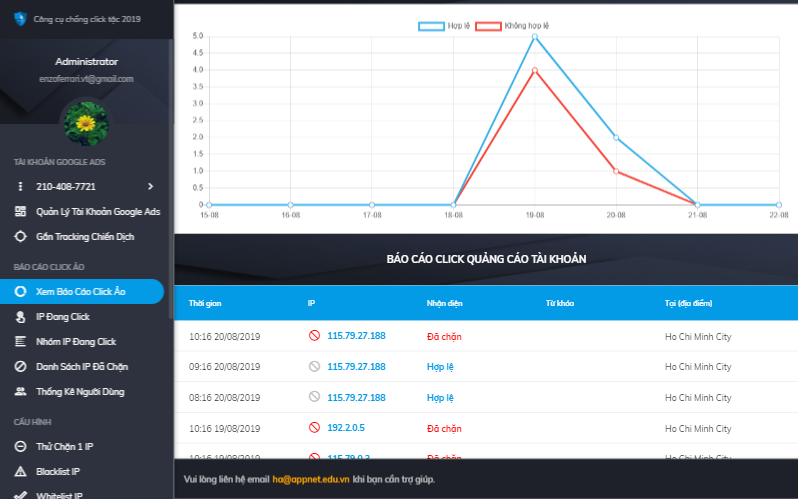 Công cụ chống click tặc 2019
Administrator
enzoferrari.vt@gmail.com
TÀI KHOẢN GOOGLE ADS
210-408-7721
Quản Lý Tài Khoản Google Ads
Gắn Tracking Chiến Dịch
BÁO CÁO CLICK ẢO
Xem Báo Cáo Click Ảo
IP Đang Click
Nhóm IP Đang Click
Danh Sách IP Đã Chặn
Thống Kê Người Dùng
CẤU HÌNH
Thử Chặn 1 IP
Blacklist IP
Whitelist IP
Hợp lệ Không hợp lệ
5.0
4.5
4.0
3.5
3.0
2.5
2.0
1.5
1.0
0.5
0
15-08 16-08 17-08 18-08 19-08 20-08 21-08 22-08
BÁO CÁO CLICK QUẢNG CÁO TÀI KHOẢN
Thời gian IP Nhận diện Từ khóa Tại (địa điểm)
10:16 20/08/2019 115.79.27.188 Đã chặn Ho Chi Minh City
09:16 20/08/2019 115.79.27.188 Hợp lệ Ho Chi Minh City
08:16 20/08/2019 115.79.27.188 Hợp lệ Ho Chi Minh City
10:16 19/08/2019 192.2.0.5 Đã chặn Ho Chi Minh City
10:16 19/08/2019 115.79.0.3 Đã chặn Ho Chi Minh City
Vui lòng liên hệ email ha@appnet.edu.vn khi bạn cần trợ giúp.